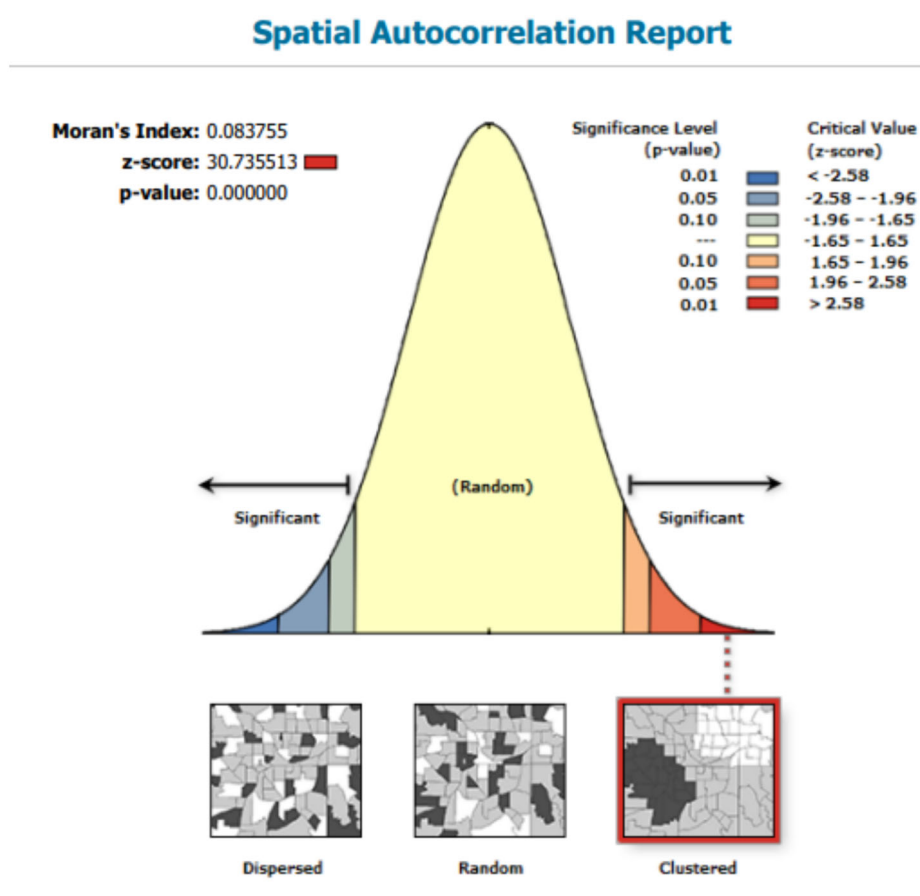 Spatial Autocorrelation Report
Moran's Index: 0.083755
z-score: 30.735513
p-value: 0.000000
Significance Level
(p-value)
Critical Value
(z-score)
0.01 < -2.58
0.05 -2.58 – -1.96
0.10 -1.96 – -1.65
--- -1.65 – 1.65
0.10 1.65 – 1.96
0.05 1.96 – 2.58
0.01 > 2.58
(Random)
Significant
Significant
Dispersed
Random
Clustered